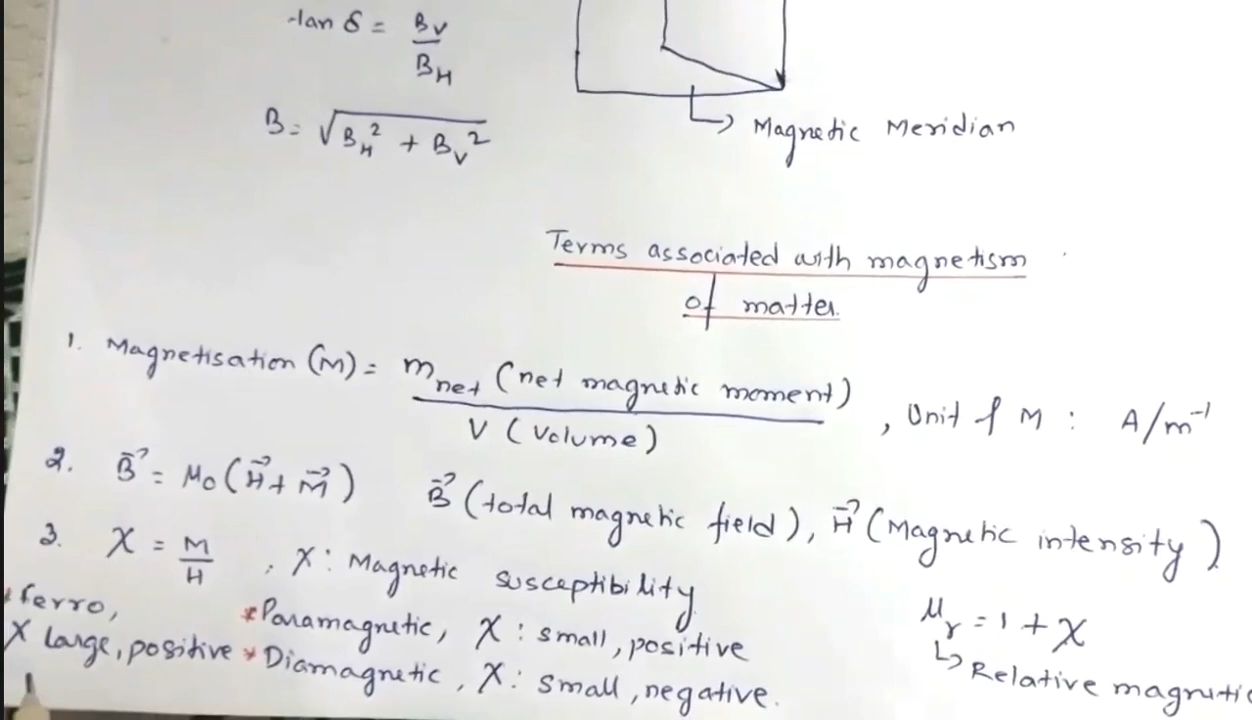 tan δ = Bv / BH
B = √BH² + Bv²
Magnetic Meridian
Terms associated with magnetism
of matter.
1. Magnetisation (M) = m net (net magnetic moment) / V (Volume) , Unit of M : A/m⁻¹
2. B⃗ = μ₀(H⃗ + M⃗) B⃗ (total magnetic field), H⃗ (Magnetic intensity)
3. χ = M / H , χ : Magnetic susceptibility
*ferro,
χ large, positive
*Paramagnetic, χ : small, positive
*Diamagnetic, χ : small, negative.
μr = 1 + χ
Relative magnetic